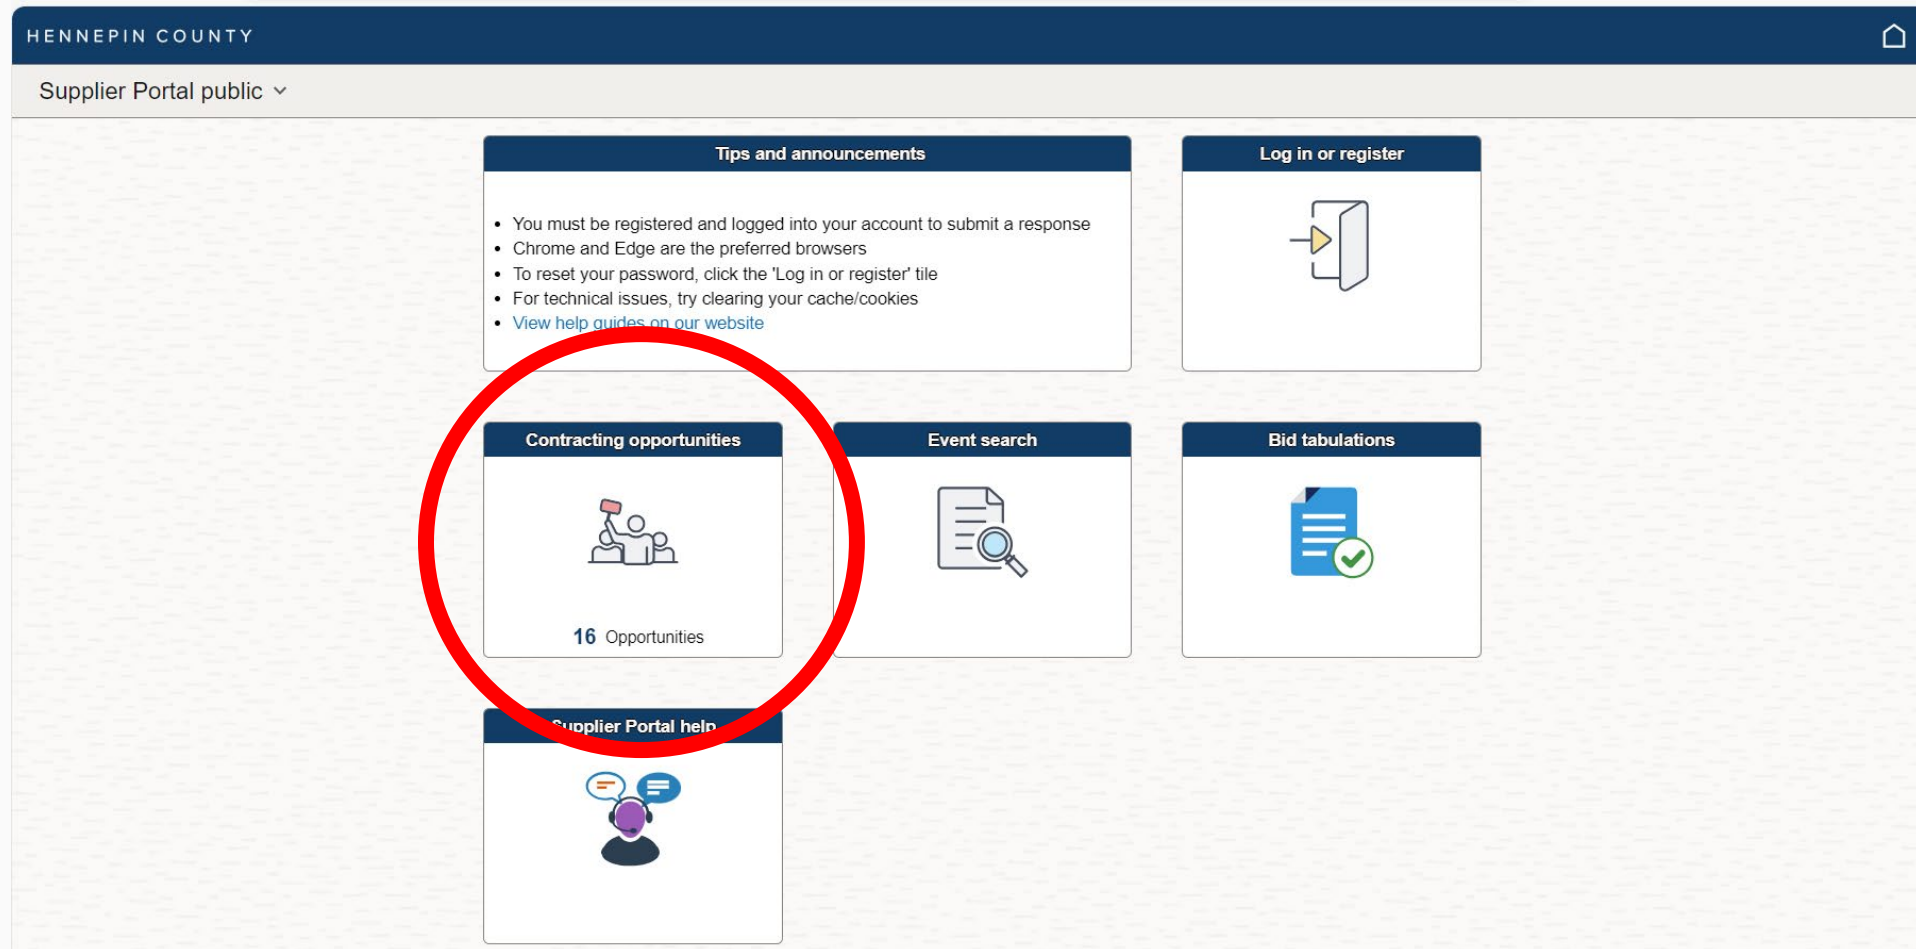 HENNEPIN COUNTY
Supplier Portal public
Tips and announcements
You must be registered and logged into your account to submit a response
Chrome and Edge are the preferred browsers
To reset your password, click the 'Log in or register' tile
For technical issues, try clearing your cache/cookies
View help guides on our website
Log in or register
Contracting opportunities
16 Opportunities
Event search
Bid tabulations
Supplier Portal help